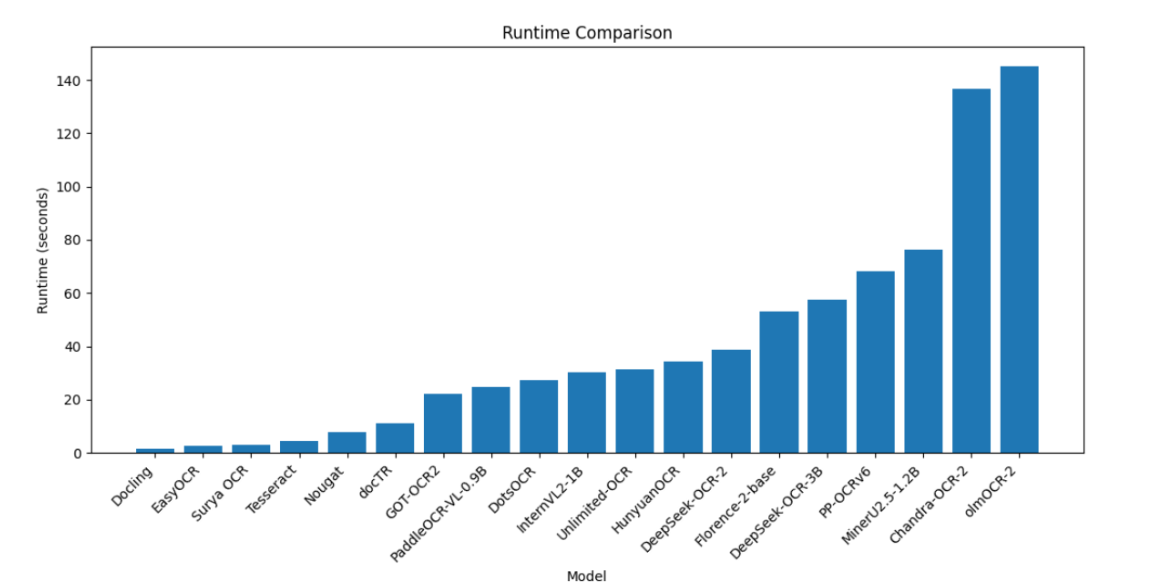 Runtime Comparison
Runtime (seconds)
140
120
100
80
60
40
20
0
Docling
EasyOCR
Surya OCR
Tesseract
Nougat
docTR
GOT-OCR2
PaddleOCR-VL-0.9B
DotsOCR
InternVL2-1B
Unlimited-OCR
HunyuanOCR
DeepSeek-OCR-2
Florence-2-base
DeepSeek-OCR-3B
PP-OCRv6
MinerU2.5-1.2B
Chandra-OCR-2
olmOCR-2
Model